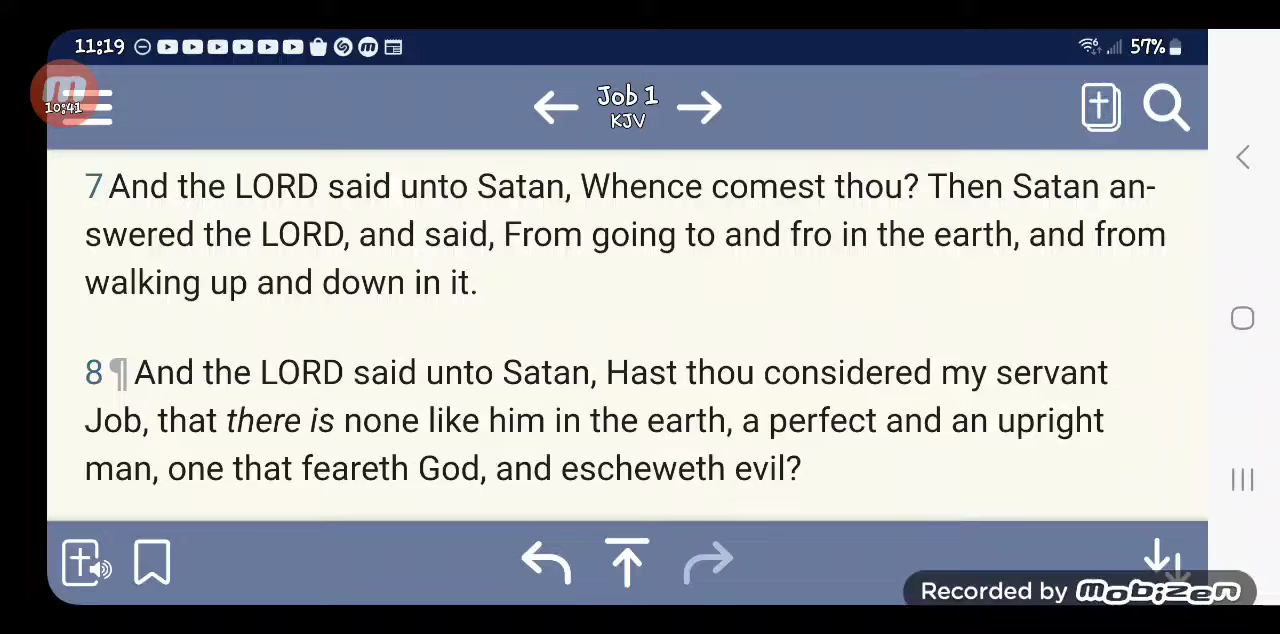 11:19 57%
10:41
Job 1
KJV
7 And the LORD said unto Satan, Whence comest thou? Then Satan an-
swered the LORD, and said, From going to and fro in the earth, and from
walking up and down in it.
8 ¶ And the LORD said unto Satan, Hast thou considered my servant
Job, that there is none like him in the earth, a perfect and an upright
man, one that feareth God, and escheweth evil?
Recorded by Mobizen